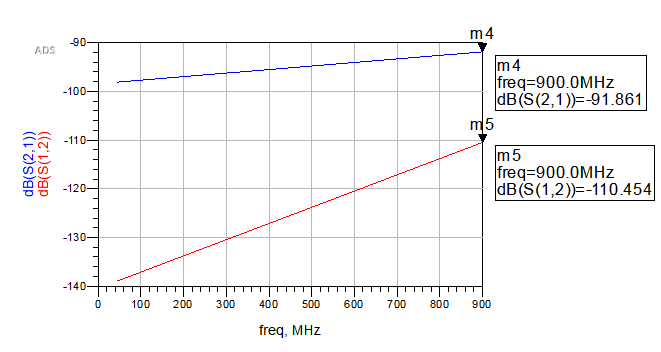 ADS
m4
m4
freq=900.0MHz
dB(S(2,1))=-91.861
m5
m5
freq=900.0MHz
dB(S(1,2))=-110.454
dB(S(2,1))
dB(S(1,2))
-90
-100
-110
-120
-130
-140
0 100 200 300 400 500 600 700 800 900
freq, MHz